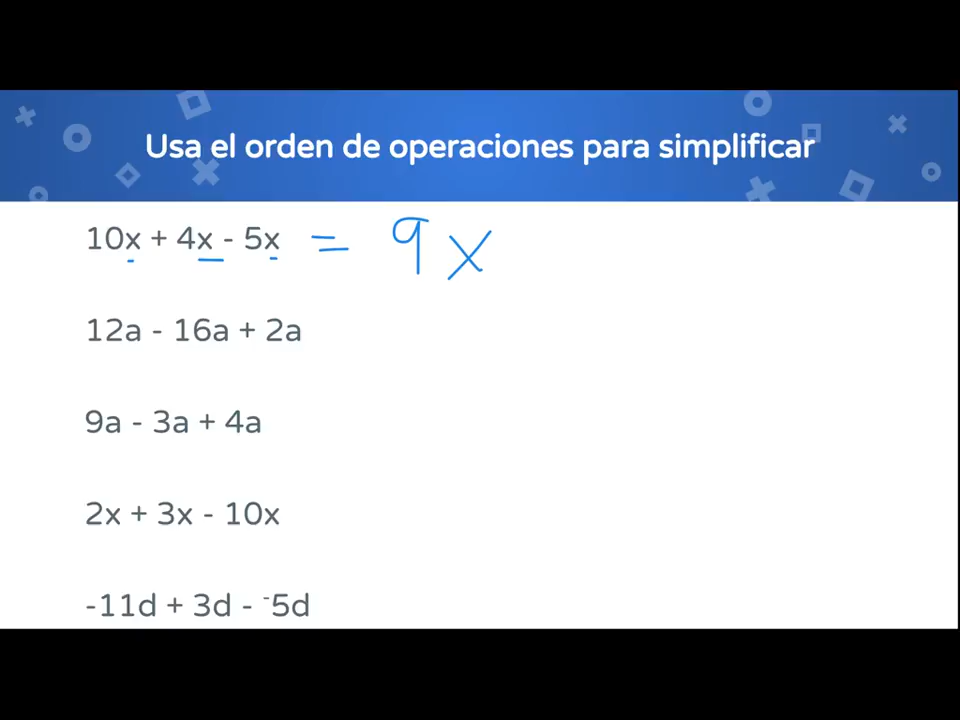 Usa el orden de operaciones para simplificar
10x + 4x - 5x = 9x
12a - 16a + 2a
9a - 3a + 4a
2x + 3x - 10x
-11d + 3d - ⁻5d